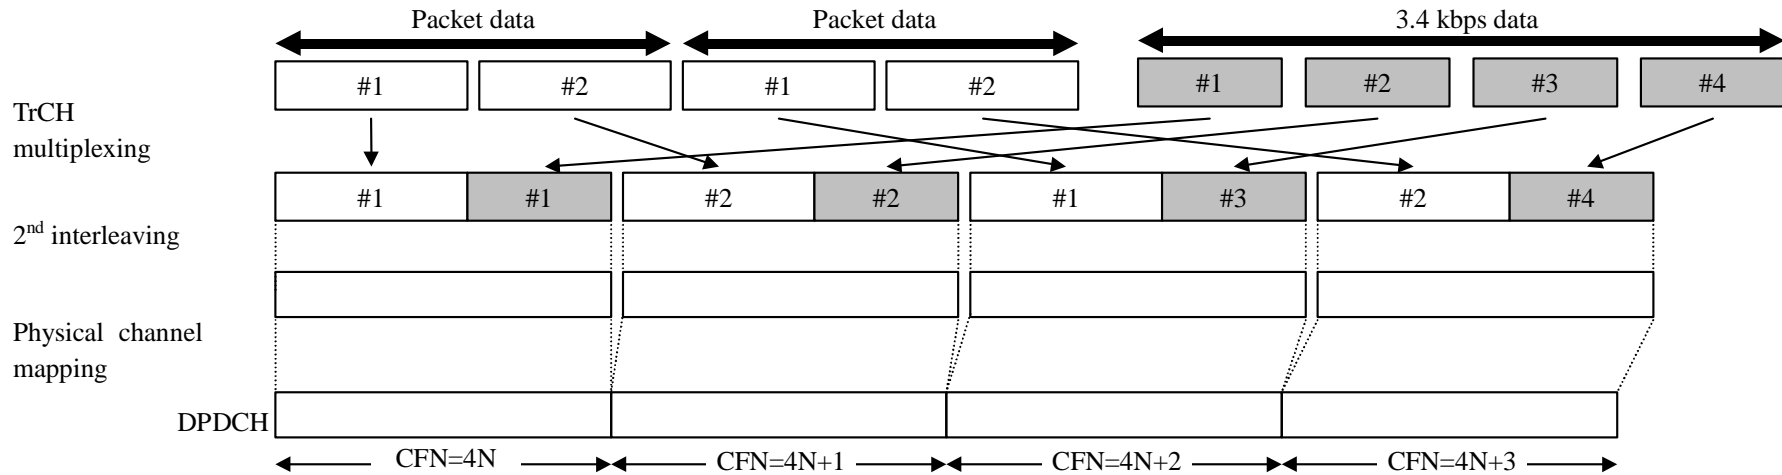 Packet data Packet data 3.4 kbps data
#1 #2 #1 #2 #1 #2 #3 #4
TrCH
multiplexing
#1 #1 #2 #2 #1 #3 #2 #4
2nd interleaving
Physical channel
mapping
DPDCH
CFN=4N CFN=4N+1 CFN=4N+2 CFN=4N+3